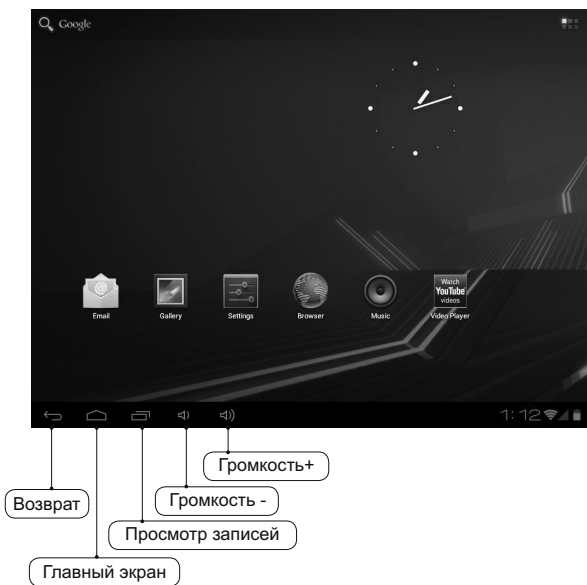 Google
Email
Gallery
Settings
Browser
Music
Watch
YouTube
videos
Video Player
1:12
Громкость+
Возврат
Громкость -
Просмотр записей
Главный экран